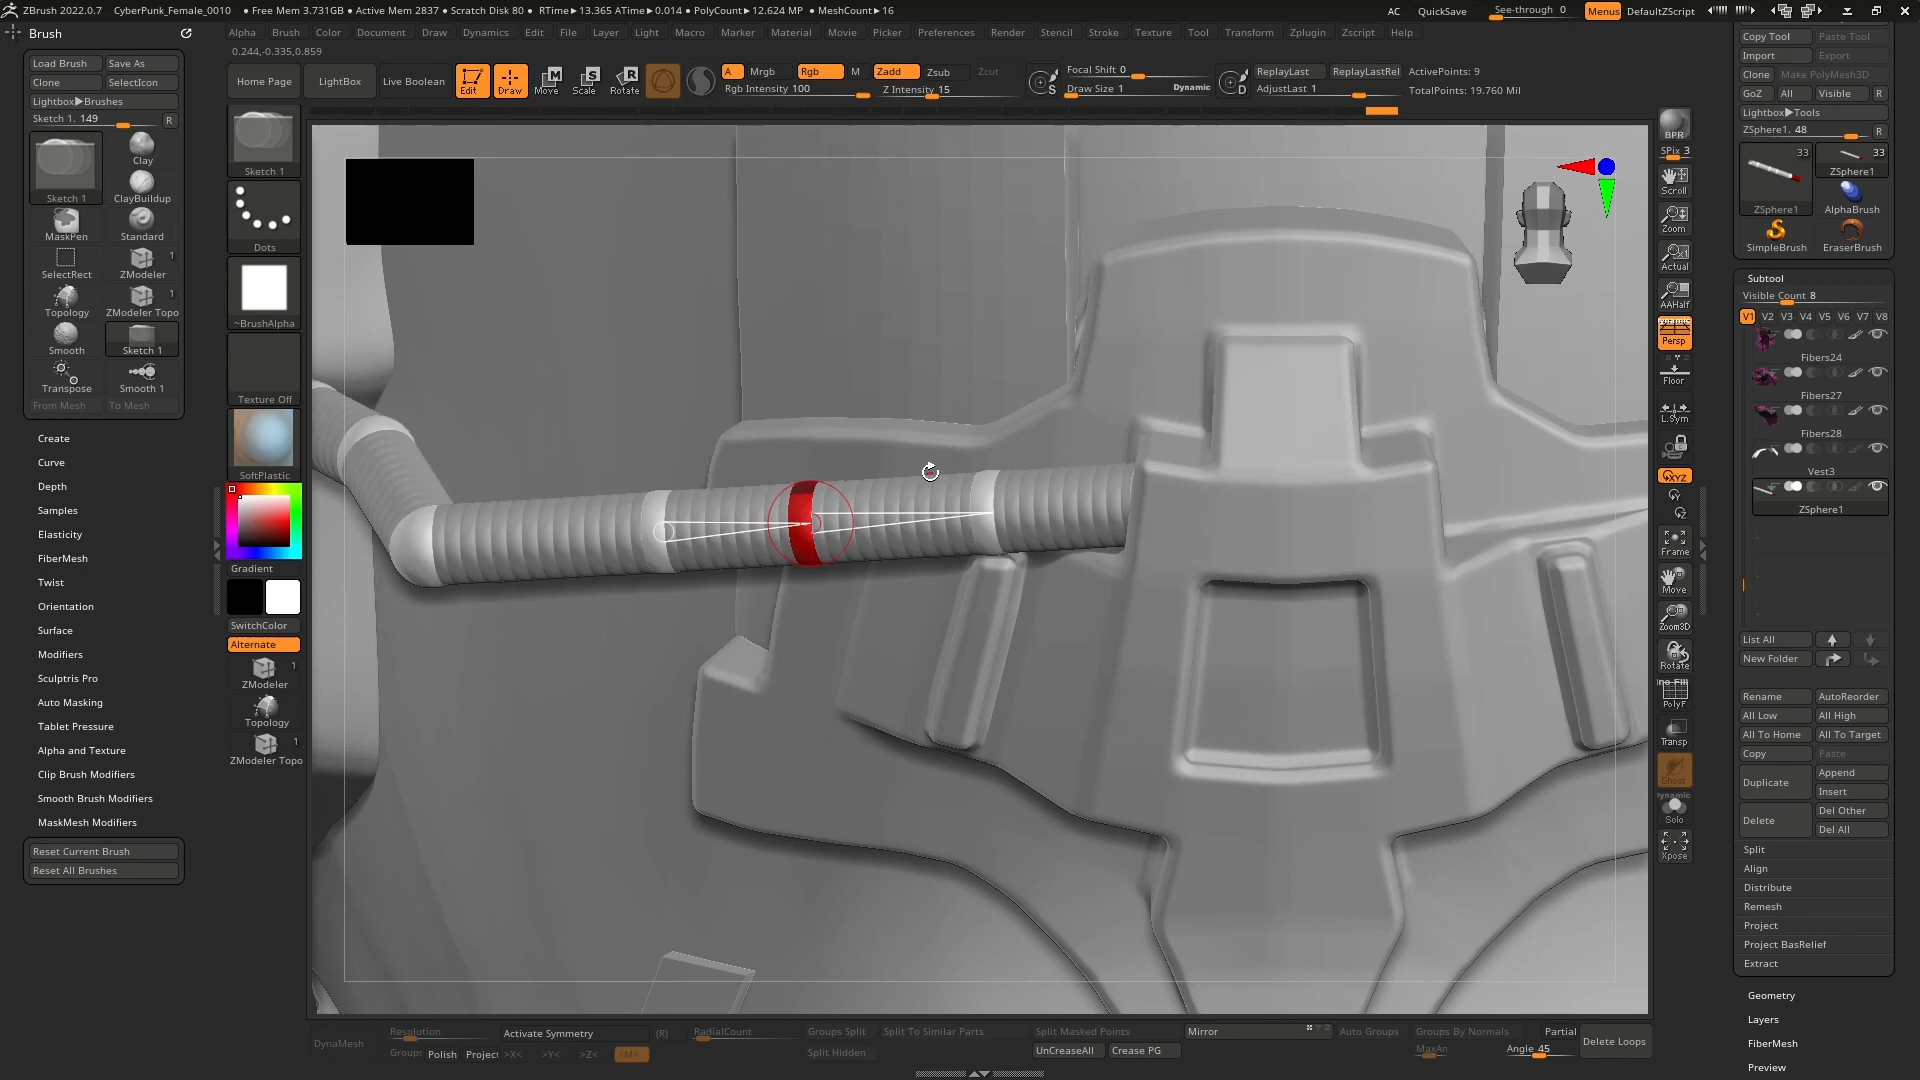 ZBrush 2022.0.7 CyberPunk_Female_0010 • Free Mem 3.731GB • Active Mem 2837 • Scratch Disk 80 • RTime▸13.365 ATime▸0.014 • PolyCount▸12.624 MP • MeshCount▸16 AC QuickSave See-through 0 Menus DefaultZScript
Brush
Alpha Brush Color Document Draw Dynamics Edit File Layer Light Macro Marker Material Movie Picker Preferences Render Stencil Stroke Texture Tool Transform Zplugin Zscript Help
0.244,-0.335,0.859
Load Brush Save As
Clone SelectIcon
Lightbox▶Brushes
Sketch 1. 149 R
Sketch 1
Clay
ClayBuildup
MaskPen Standard
SelectRect ZModeler 1
Topology ZModeler Topo 1
Smooth Sketch 1
Transpose Smooth 1
From Mesh To Mesh
Create
Curve
Depth
Samples
Elasticity
FiberMesh
Twist
Orientation
Surface
Modifiers
Sculptris Pro
Auto Masking
Tablet Pressure
Alpha and Texture
Clip Brush Modifiers
Smooth Brush Modifiers
MaskMesh Modifiers
Reset Current Brush
Reset All Brushes
Home Page LightBox Live Boolean Edit Draw Move Scale Rotate
A Mrgb Rgb M Zadd Zsub Zcut
Rgb Intensity 100 Z Intensity 15
Focal Shift 0
Draw Size 1 Dynamic
S D
ReplayLast ReplayLastRel ActivePoints: 9
AdjustLast 1 TotalPoints: 19.760 Mil
Sketch 1
Dots
~BrushAlpha
Texture Off
SoftPlastic
Gradient
SwitchColor
Alternate
ZModeler 1
Topology
ZModeler Topo 1
BPR
SPix 3
Scroll
Zoom
Actual
AAHalf
Dynamic
Persp
Floor
L.Sym
XYZ
Frame
Move
Zoom3D
Rotate
PolyF
Transp
Ghost
Dynamic
Solo
Xpose
Copy Tool Paste Tool
Import Export
Clone Make PolyMesh3D
GoZ All Visible R
Lightbox▶Tools
ZSphere1. 48 R
33 33
ZSphere1
ZSphere1 AlphaBrush
SimpleBrush EraserBrush
Subtool
Visible Count 8
V1 V2 V3 V4 V5 V6 V7 V8
Fibers24
Fibers27
Fibers28
Vest3
ZSphere1
List All
New Folder
Rename AutoReorder
All Low All High
All To Home All To Target
Copy Paste
Duplicate Append
Insert
Delete Del Other
Del All
Split
Align
Distribute
Remesh
Project
Project BasRelief
Extract
Geometry
Layers
FiberMesh
Preview
DynaMesh
Resolution Activate Symmetry (R) RadialCount Groups Split Split To Similar Parts Split Masked Points Mirror Auto Groups Groups By Normals Partial Delete Loops
Groups Polish Project >X< >Y< >Z< >M< Split Hidden UnCreaseAll Crease PG MaxAn Angle 45